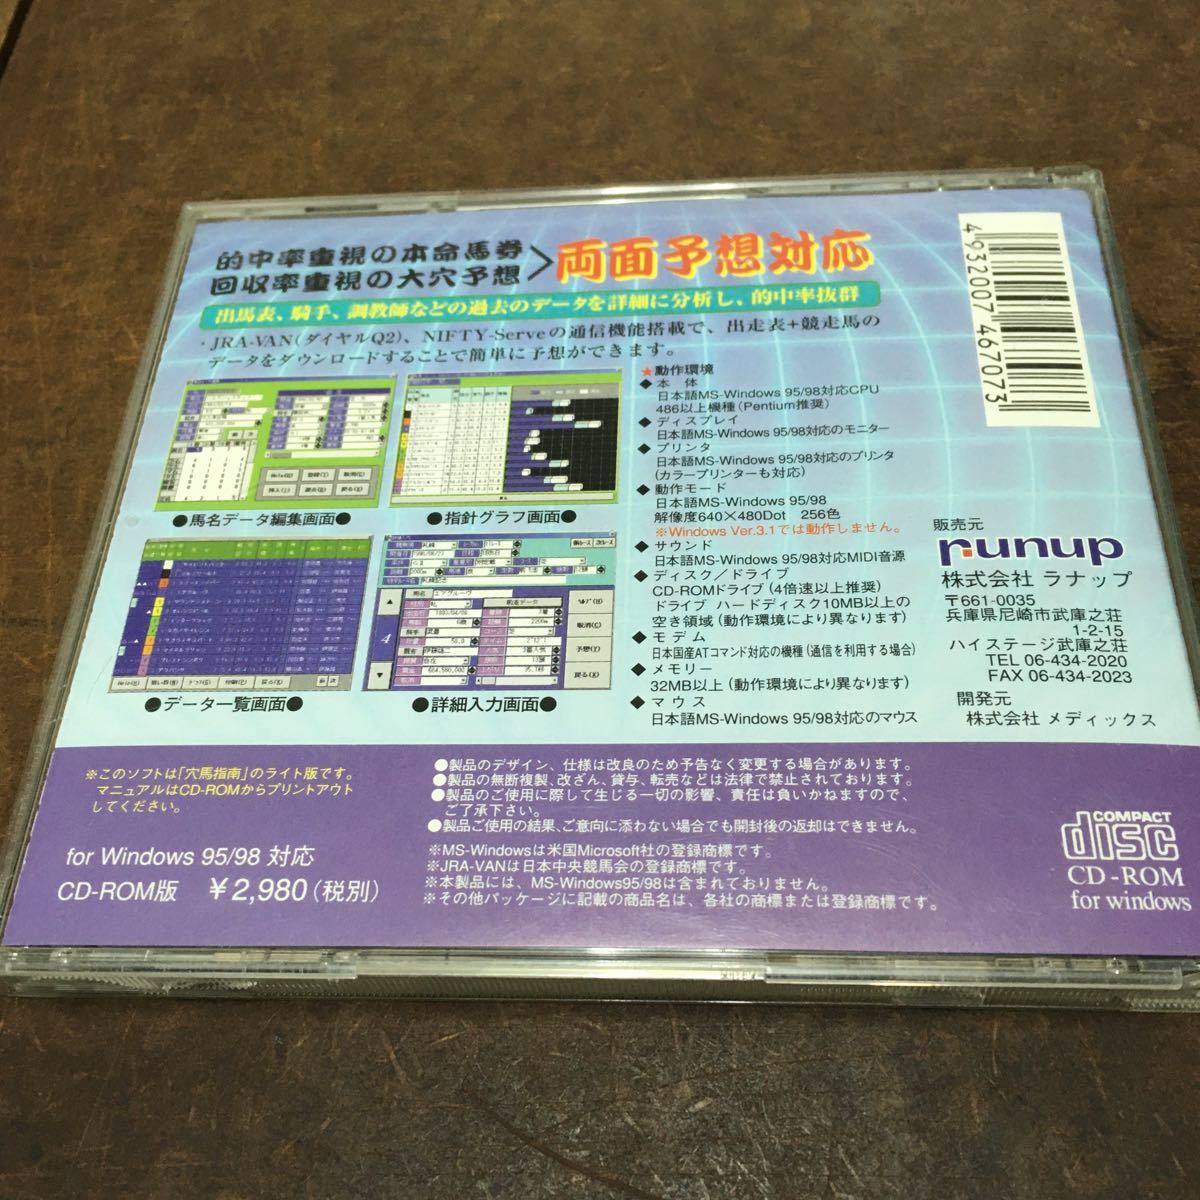 的中率重視の本命馬券
回収率重視の大穴予想
両面予想対応
出馬表、騎手、調教師などの過去のデータを詳細に分析し、的中率抜群
・JRA-VAN(ダイヤルQ2)、NIFTY-Serveの通信機能搭載で、出走表+競走馬の
データをダウンロードすることで簡単に予想ができます。
●馬名データ編集画面●
●指針グラフ画面●
●データ一覧画面●
●詳細入力画面●
★動作環境
◆本 体
日本語MS-Windows 95/98対応CPU
486以上機種(Pentium推奨)
◆ディスプレイ
日本語MS-Windows 95/98対応のモニター
◆プリンタ
日本語MS-Windows 95/98対応のプリンタ
(カラープリンターも対応)
◆動作モード
日本語MS-Windows 95/98
解像度640×480Dot 256色
※Windows Ver.3.1では動作しません。
◆サウンド
日本語MS-Windows 95/98対応MIDI音源
◆ディスク/ドライブ
CD-ROMドライブ(4倍速以上推奨)
ドライブ ハードディスク10MB以上の
空き領域(動作環境により異なります)
◆モデム
日本国産ATコマンド対応の機種(通信を利用する場合)
◆メモリー
32MB以上(動作環境により異なります)
◆マウス
日本語MS-Windows 95/98対応のマウス
4932007467073
販売元
runup
株式会社 ラナップ
〒661-0035
兵庫県尼崎市武庫之荘
1-2-15
ハイステージ武庫之荘
TEL 06-434-2020
FAX 06-434-2023
開発元
株式会社 メディックス
※このソフトは「穴馬指南」のライト版です。
マニュアルはCD-ROMからプリントアウト
してください。
for Windows 95/98 対応
CD-ROM版 ¥2,980(税別)
●製品のデザイン、仕様は改良のため予告なく変更する場合があります。
●製品の無断複製、改ざん、貸与、転売などは法律で禁止されております。
●製品のご使用に際して生じる一切の影響、責任は負いかねますので、
ご了承下さい。
●製品ご使用の結果、ご意向に添わない場合でも開封後の返却はできません。
※MS-Windowsは米国Microsoft社の登録商標です。
※JRA-VANは日本中央競馬会の登録商標です。
※本製品には、MS-Windows95/98は含まれておりません。
※その他パッケージに記載の商品名は、各社の商標または登録商標です。
COMPACT
disc
CD-ROM
for windows